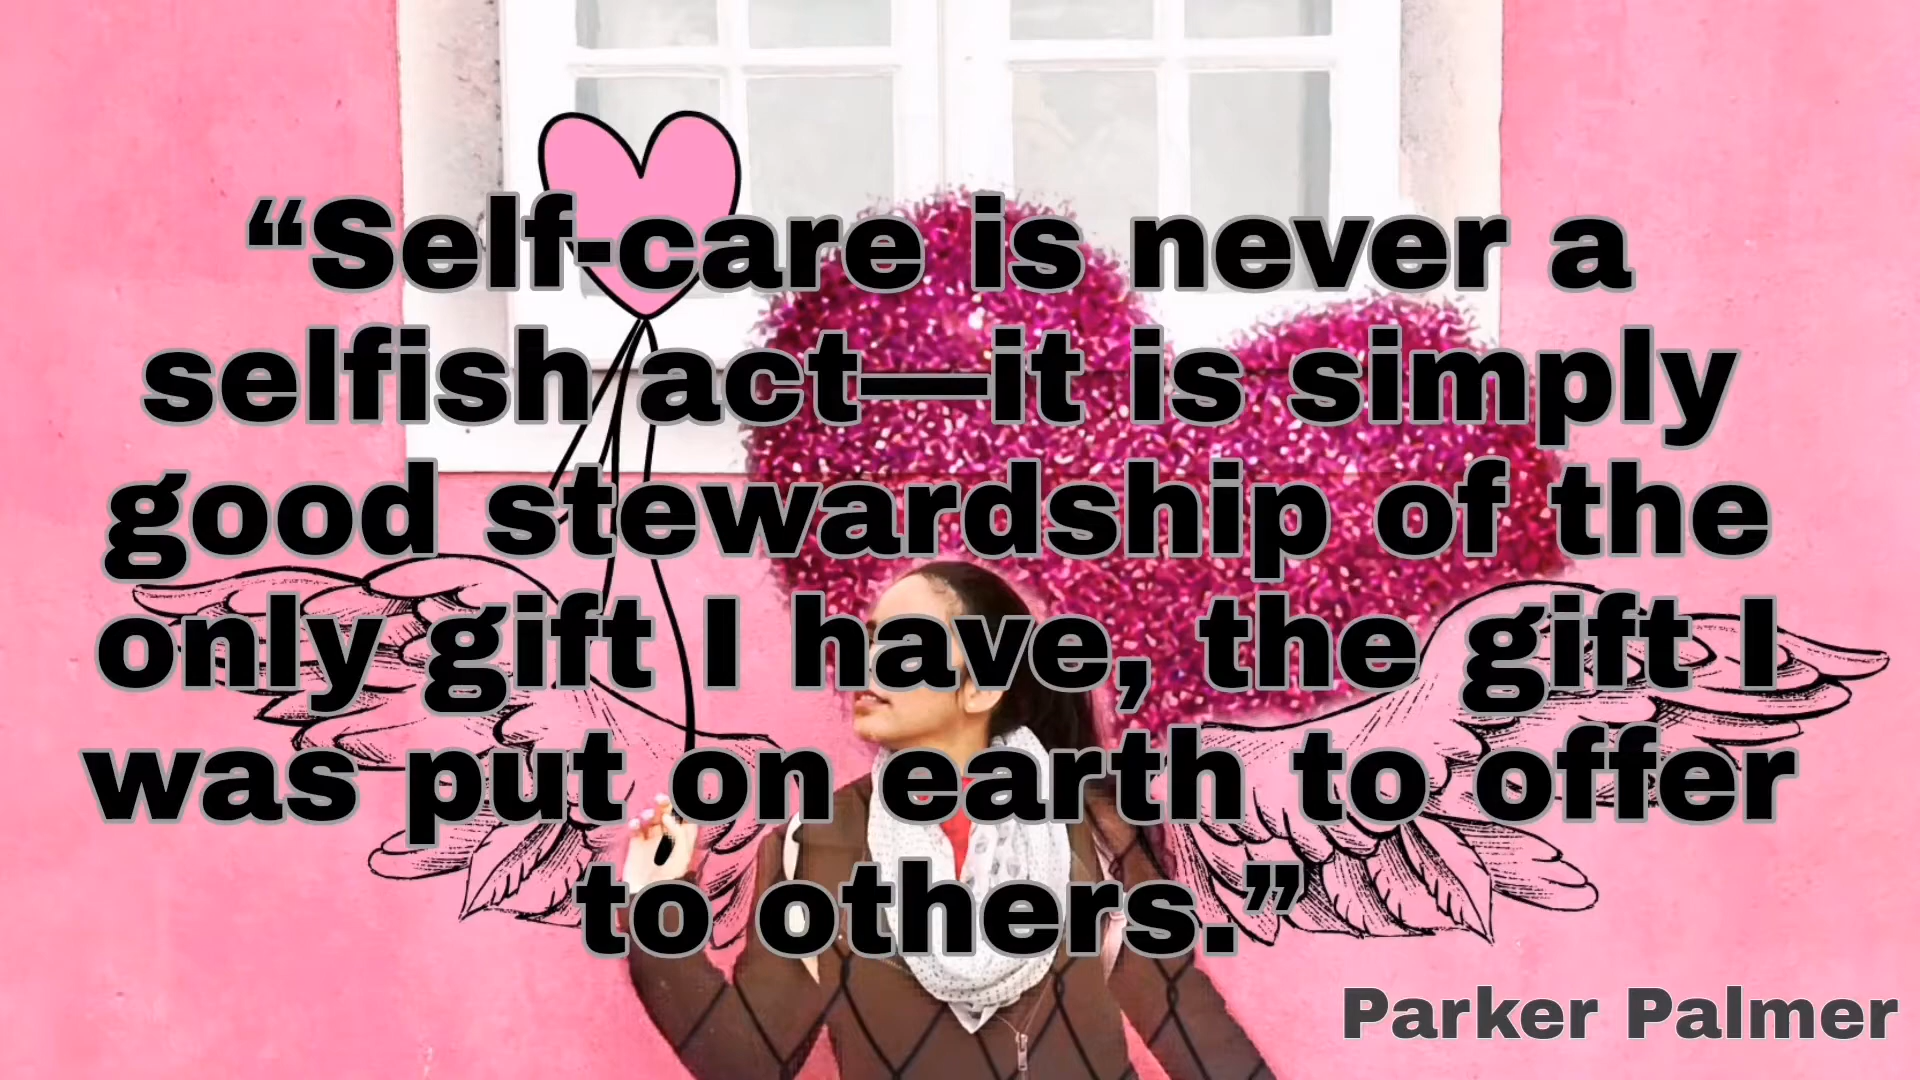 “Self-care is never a
selfish act—it is simply
good stewardship of the
only gift I have, the gift I
was put on earth to offer
to others.”
Parker Palmer